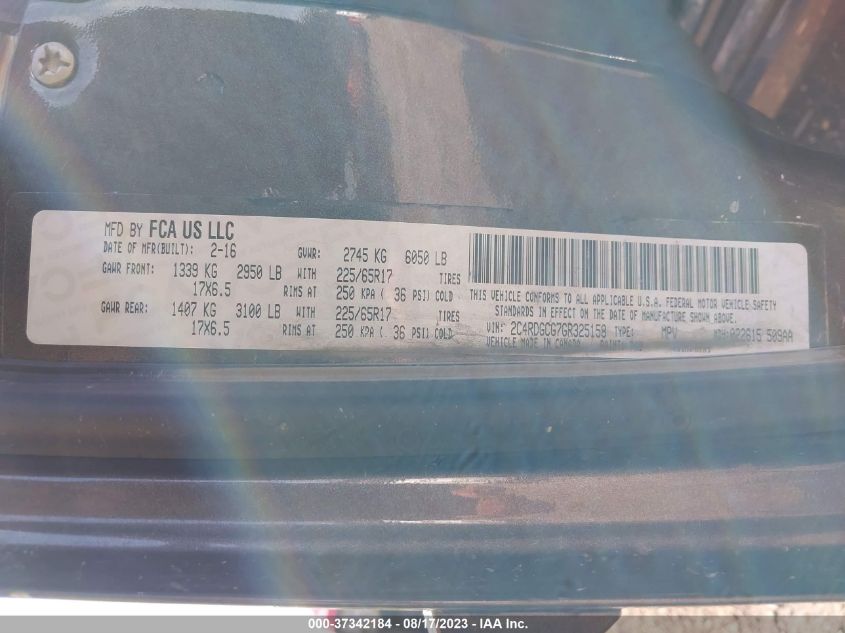 MFD BY FCA US LLC
DATE OF MFR(BUILT): 2-16 GVWR: 2745 KG 6050 LB
GAWR FRONT: 1339 KG 2950 LB WITH 225/65R17 TIRES
17X6.5 RIMS AT 250 KPA ( 36 PSI) COLD
GAWR REAR: 1407 KG 3100 LB WITH 225/65R17 TIRES
17X6.5 RIMS AT 250 KPA ( 36 PSI) COLD
THIS VEHICLE CONFORMS TO ALL APPLICABLE U.S.A. FEDERAL MOTOR VEHICLE SAFETY
STANDARDS IN EFFECT ON THE DATE OF MANUFACTURE SHOWN ABOVE.
VIN: 2C4RDGCG7GR325158 TYPE: MPV MDH: 509AA
VEHICLE MADE IN CANADA
000-37342184 - 08/17/2023 - IAA Inc.